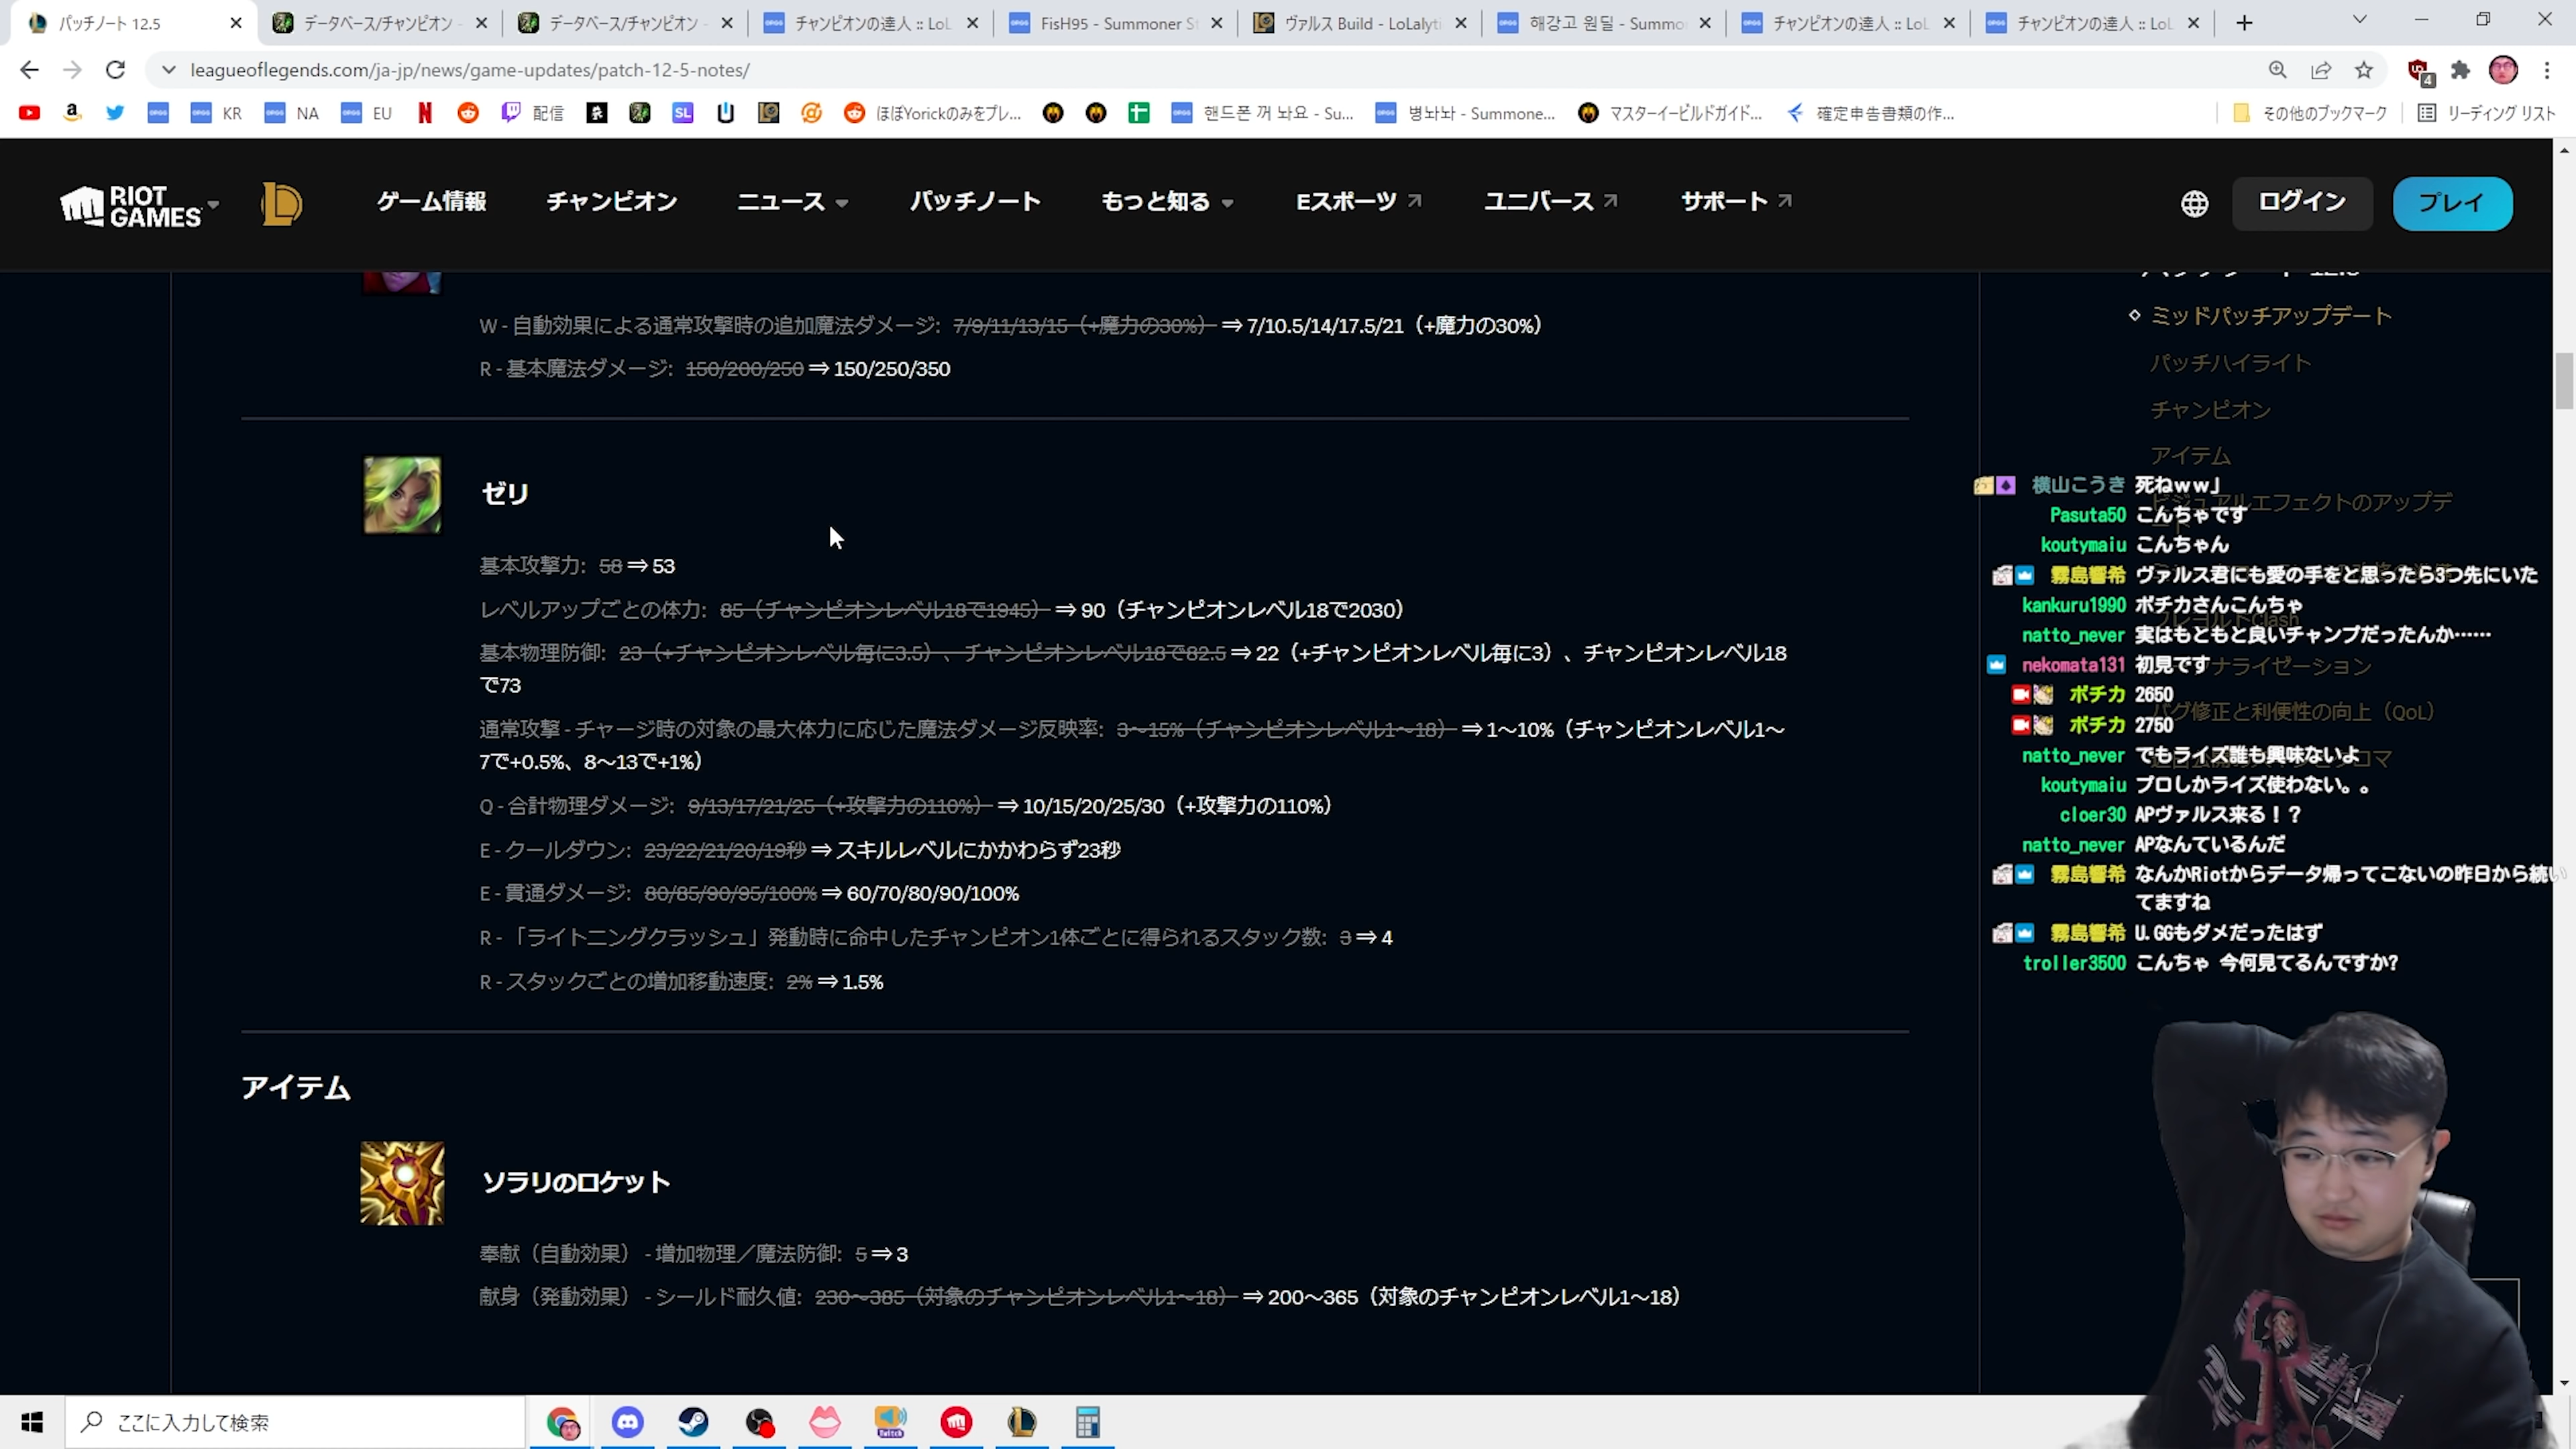 パッチノート 12.5
データベース/チャンピオン -
データベース/チャンピオン -
チャンピオンの達人 :: LoL
FisH95 - Summoner St
ヴァルス Build - LoLalyti
해강고 원딜 - Summo
チャンピオンの達人 :: LoL
チャンピオンの達人 :: LoL
leagueoflegends.com/ja-jp/news/game-updates/patch-12-5-notes/
4
KR
NA
EU
配信
SL
ほぼYorickのみをプレ...
핸드폰 꺼 놔요 - Su...
병놔놔 - Summone...
マスターイービルドガイド...
確定申告書類の作...
その他のブックマーク
リーディング リスト
RIOT GAMES
ゲーム情報
チャンピオン
ニュース
パッチノート
もっと知る
Eスポーツ
ユニバース
サポート
ログイン
プレイ
W - 自動効果による通常攻撃時の追加魔法ダメージ: 7/9/11/13/15（+魔力の30%） ⇒ 7/10.5/14/17.5/21（+魔力の30%）
R - 基本魔法ダメージ: 150/200/250 ⇒ 150/250/350
ゼリ
基本攻撃力: 58 ⇒ 53
レベルアップごとの体力: 85（チャンピオンレベル18で1945） ⇒ 90（チャンピオンレベル18で2030）
基本物理防御: 23（+チャンピオンレベル毎に3.5）、チャンピオンレベル18で82.5 ⇒ 22（+チャンピオンレベル毎に3）、チャンピオンレベル18
で73
通常攻撃 - チャージ時の対象の最大体力に応じた魔法ダメージ反映率: 3～15%（チャンピオンレベル1～18） ⇒ 1～10%（チャンピオンレベル1～
7で+0.5%、8～13で+1%）
Q - 合計物理ダメージ: 9/13/17/21/25（+攻撃力の110%） ⇒ 10/15/20/25/30（+攻撃力の110%）
E - クールダウン: 23/22/21/20/19秒 ⇒ スキルレベルにかかわらず23秒
E - 貫通ダメージ: 80/85/90/95/100% ⇒ 60/70/80/90/100%
R - 「ライトニングクラッシュ」発動時に命中したチャンピオン1体ごとに得られるスタック数: 3 ⇒ 4
R - スタックごとの増加移動速度: 2% ⇒ 1.5%
アイテム
ソラリのロケット
奉献（自動効果） - 増加物理／魔法防御: 5 ⇒ 3
献身（発動効果） - シールド耐久値: 230～385（対象のチャンピオンレベル1～18） ⇒ 200～365（対象のチャンピオンレベル1～18）
ミッドパッチアップデート
パッチハイライト
チャンピオン
アイテム
ビジュアルエフェクトのアップデ
ート
Clash
ナライゼーション
バグ修正と利便性の向上（QoL）
横山こうき 死ねｗｗ」
Pasuta50 こんちゃです
koutymaiu こんちゃん
霧島響希 ヴァルス君にも愛の手をと思ったら3つ先にいた
kankuru1990 ポチカさんこんちゃ
natto_never 実はもともと良いチャンプだったんか……
nekomata131 初見です
ポチカ 2650
ポチカ 2750
natto_never でもライズ誰も興味ないよ
koutymaiu プロしかライズ使わない。。
cloer30 APヴァルス来る！？
natto_never APなんているんだ
霧島響希 なんかRiotからデータ帰ってこないの昨日から続い
てますね
霧島響希 U.GGもダメだったはず
troller3500 こんちゃ 今何見てるんですか?
ここに入力して検索
Twitch